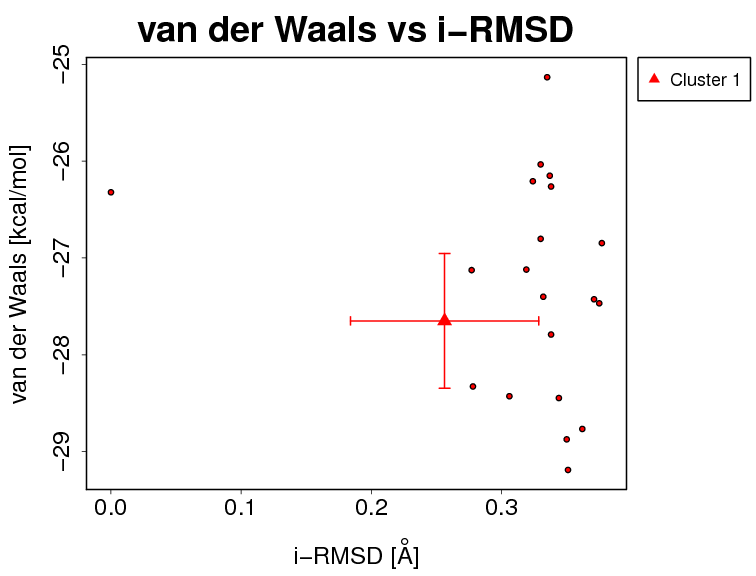 van der Waals vs i−RMSD
Cluster 1
van der Waals [kcal/mol]
−25
−26
−27
−28
−29
0.0 0.1 0.2 0.3
i−RMSD [Å]